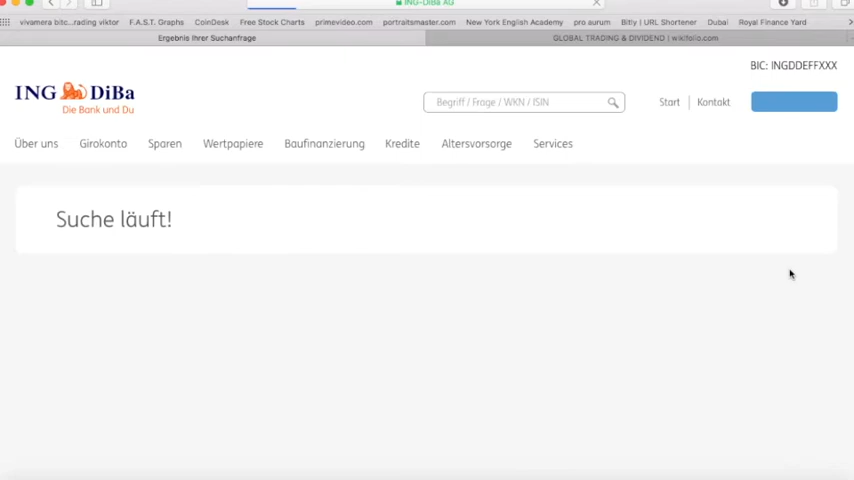 ING-DiBa AG
vivamera bitc...rading viktor F.A.S.T. Graphs CoinDesk Free Stock Charts primevideo.com portraitsmaster.com New York English Academy pro aurum Bitly | URL Shortener Dubai Royal Finance Yard
Ergebnis Ihrer Suchanfrage GLOBAL TRADING & DIVIDEND | wikifolio.com
BIC: INGDDEFFXXX
ING DiBa
Die Bank und Du
Begriff / Frage / WKN / ISIN Start Kontakt
Über uns Girokonto Sparen Wertpapiere Baufinanzierung Kredite Altersvorsorge Services
Suche läuft!